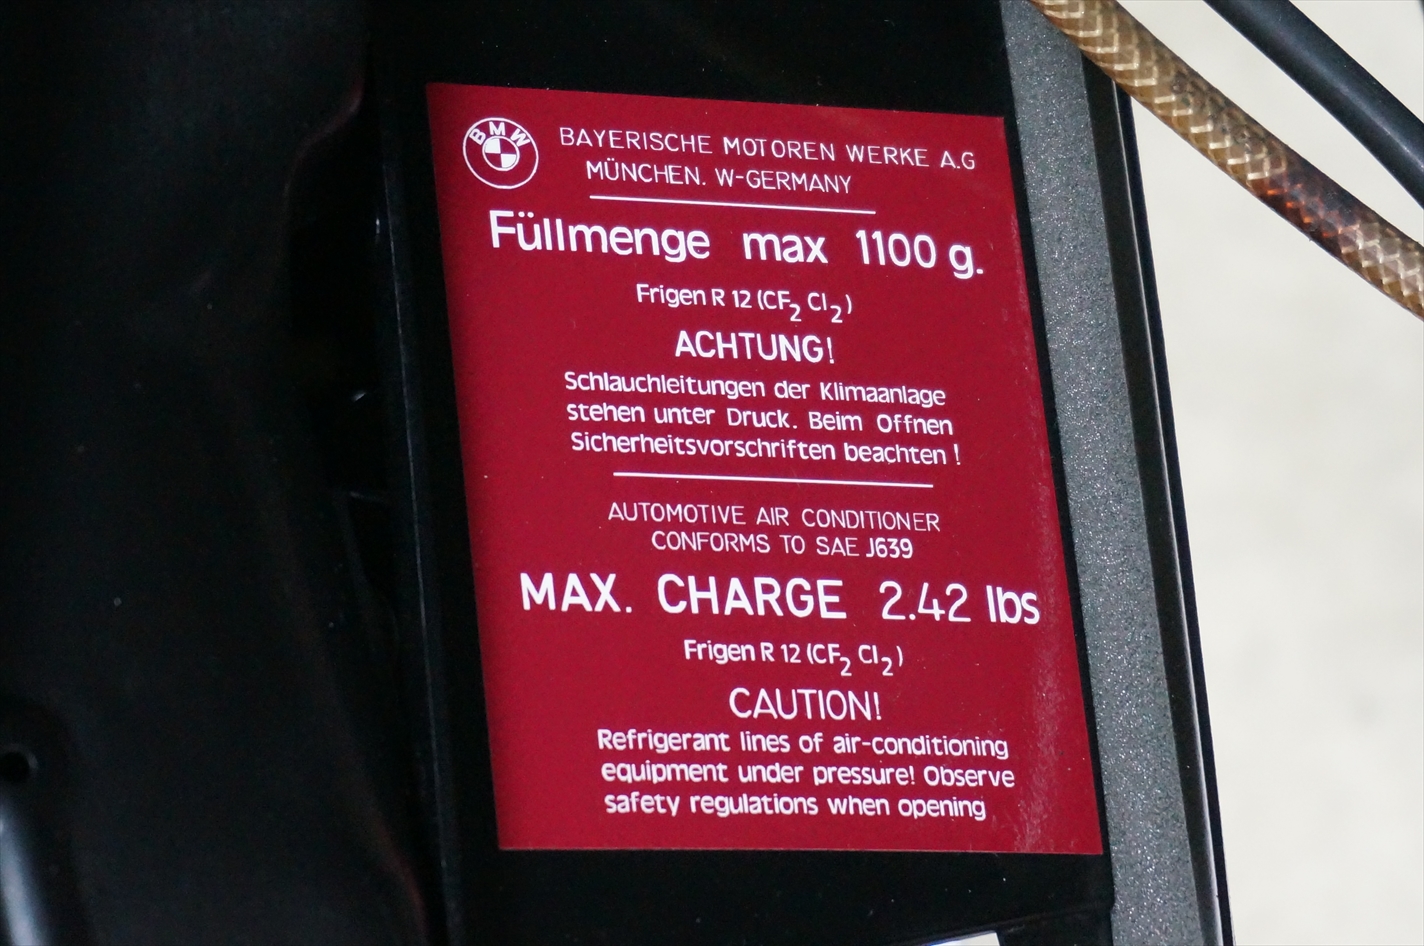 BMW
BAYERISCHE MOTOREN WERKE A.G
MÜNCHEN. W-GERMANY
Füllmenge max 1100 g.
Frigen R 12 (CF₂ Cl₂)
ACHTUNG!
Schlauchleitungen der Klimaanlage
stehen unter Druck. Beim Offnen
Sicherheitsvorschriften beachten !
AUTOMOTIVE AIR CONDITIONER
CONFORMS TO SAE J639
MAX. CHARGE 2.42 lbs
Frigen R 12 (CF₂ Cl₂)
CAUTION!
Refrigerant lines of air-conditioning
equipment under pressure! Observe
safety regulations when opening